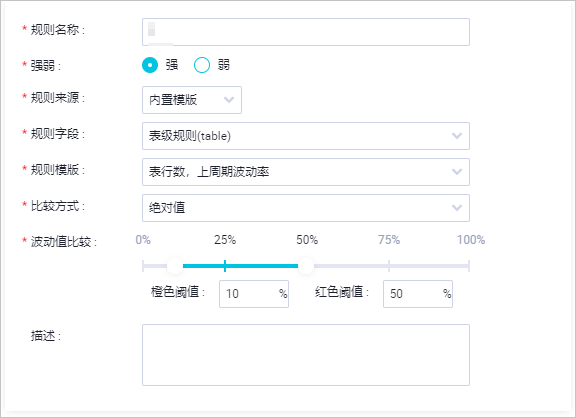 * 规则名称 :
* 强弱 : 强 弱
* 规则来源 : 内置模版
* 规则字段 : 表级规则(table)
* 规则模版 : 表行数，上周期波动率
* 比较方式 : 绝对值
* 波动值比较 : 0% 25% 50% 75% 100%
橙色阈值 : 10 % 红色阈值 : 50 %
描述 :